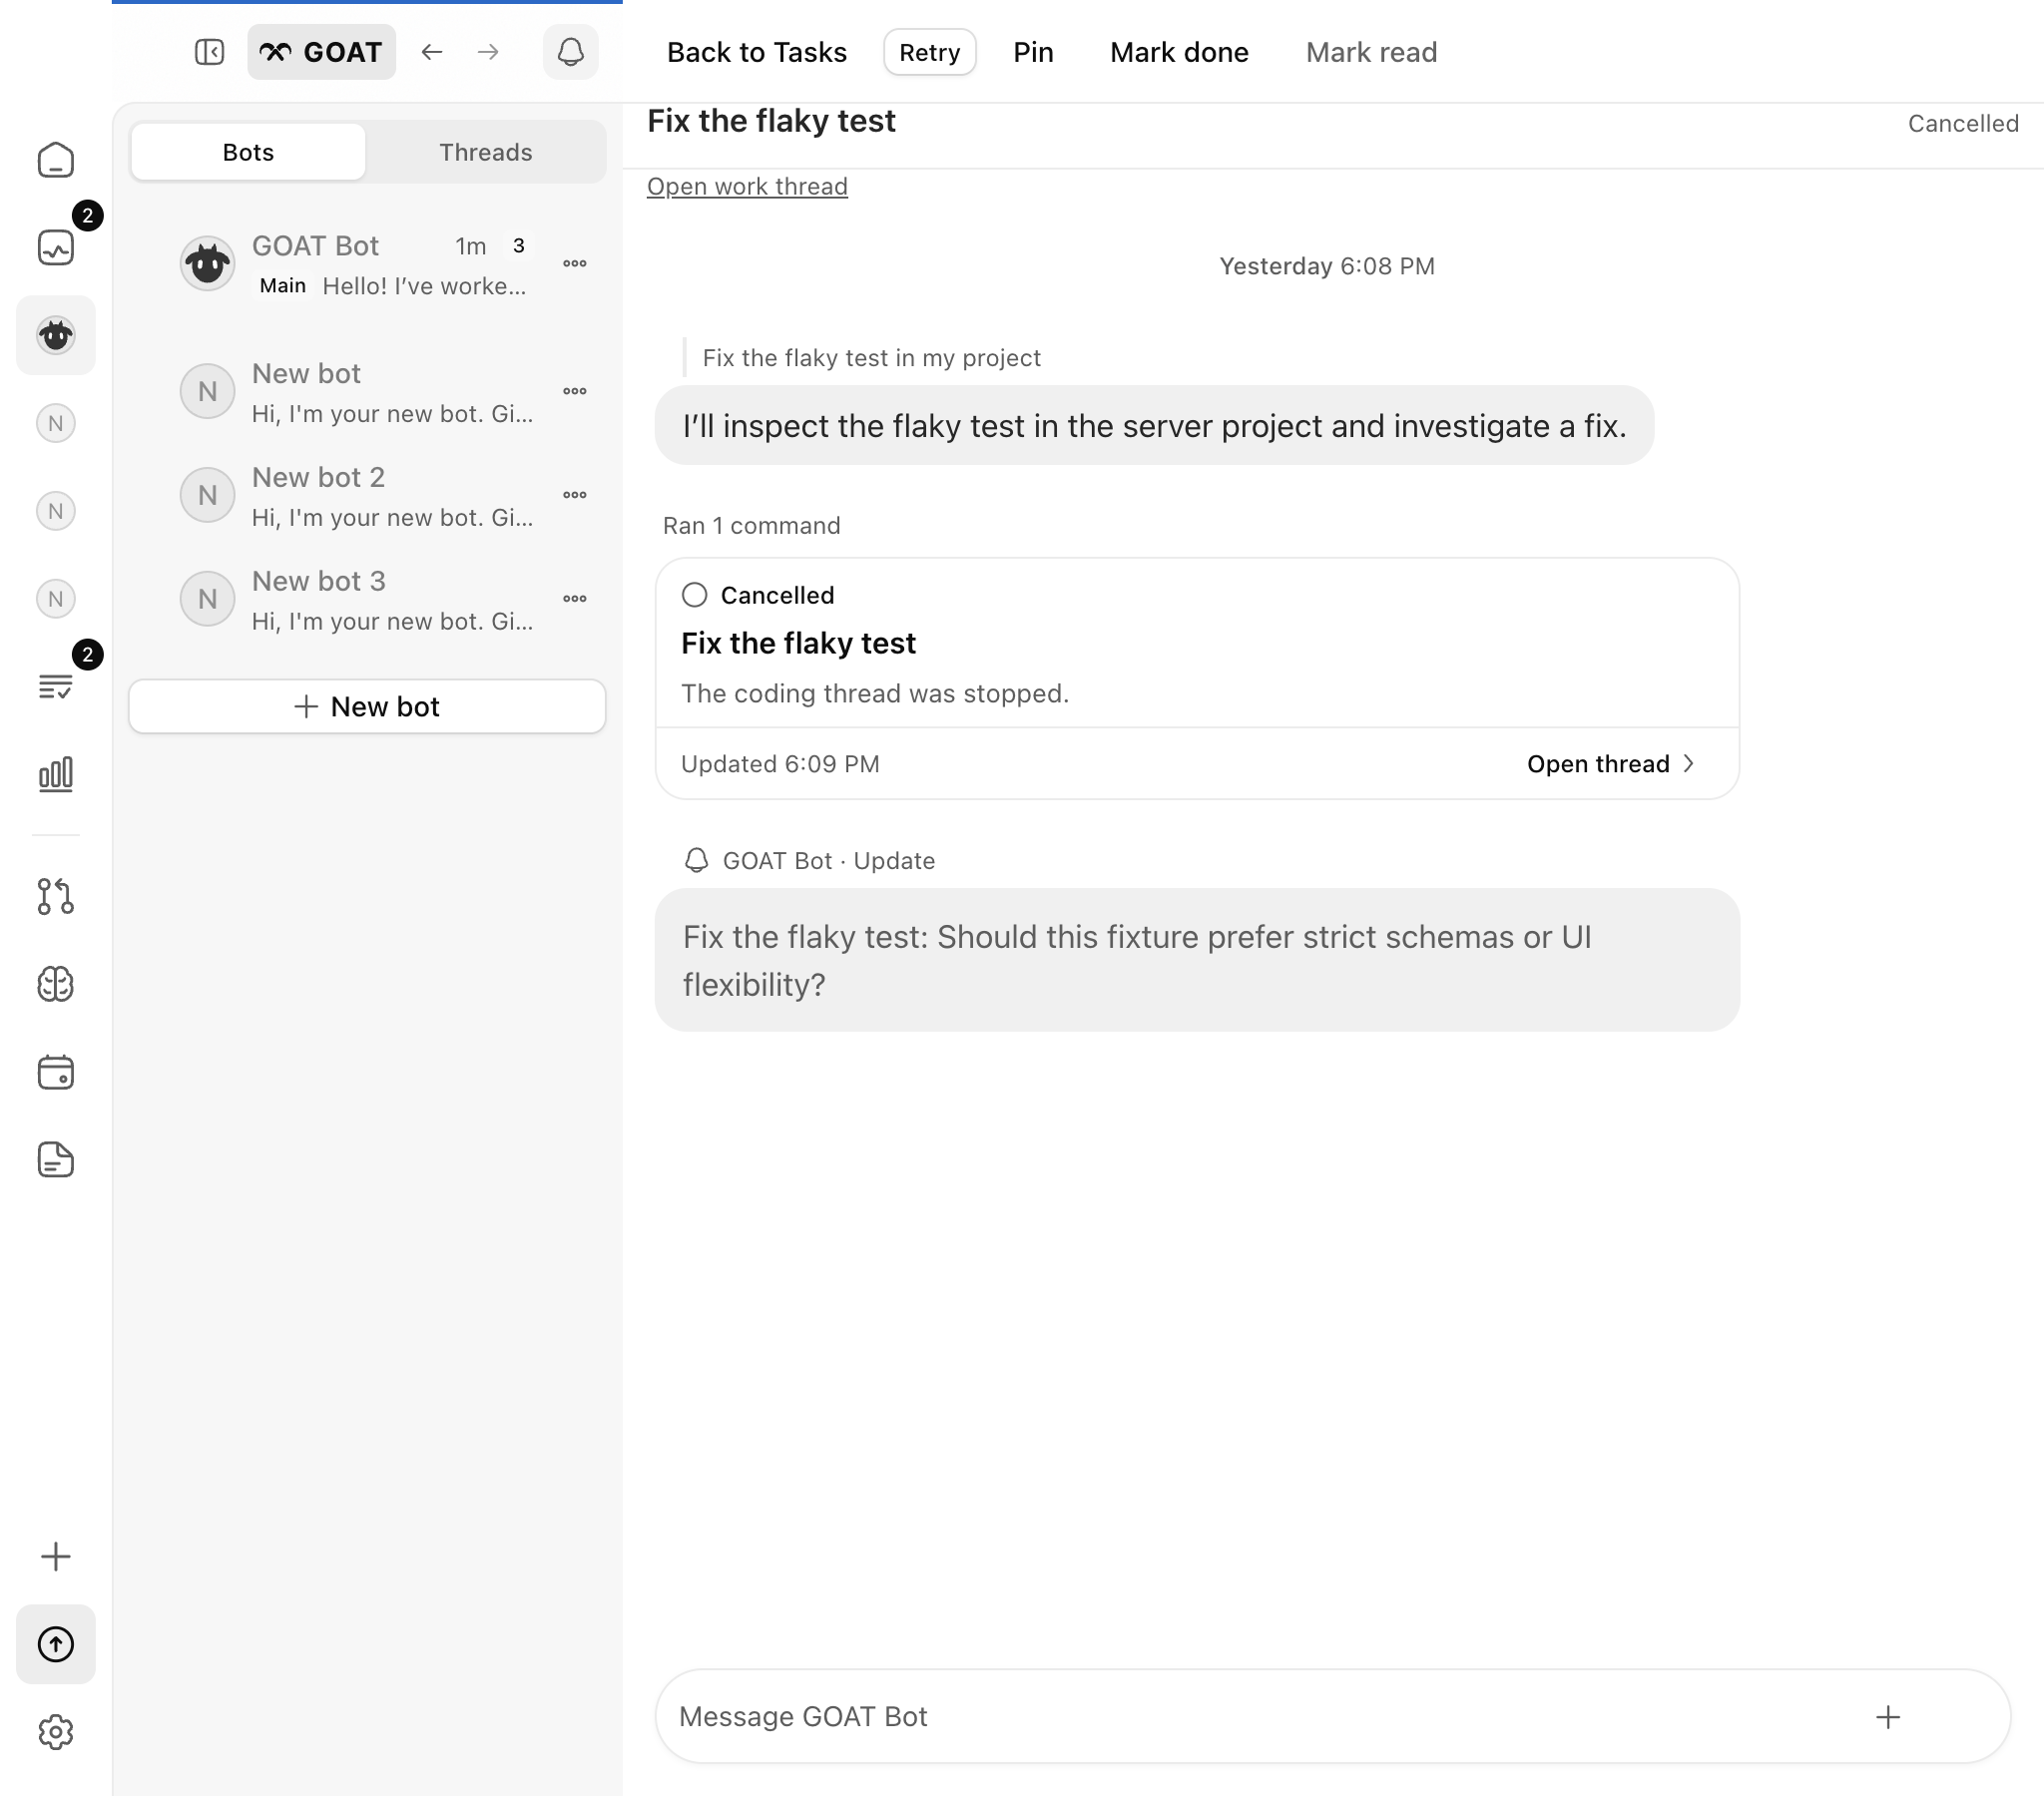 GOAT
Back to Tasks
Retry
Pin
Mark done
Mark read
Bots
Threads
2
GOAT Bot
1m
3
Main
Hello! I’ve worke...
N
New bot
Hi, I'm your new bot. Gi...
N
New bot 2
Hi, I'm your new bot. Gi...
N
New bot 3
Hi, I'm your new bot. Gi...
N
N
N
2
New bot
Fix the flaky test
Cancelled
Open work thread
Yesterday 6:08 PM
Fix the flaky test in my project
I’ll inspect the flaky test in the server project and investigate a fix.
Ran 1 command
Cancelled
Fix the flaky test
The coding thread was stopped.
Updated 6:09 PM
Open thread
GOAT Bot · Update
Fix the flaky test: Should this fixture prefer strict schemas or UI
flexibility?
Message GOAT Bot